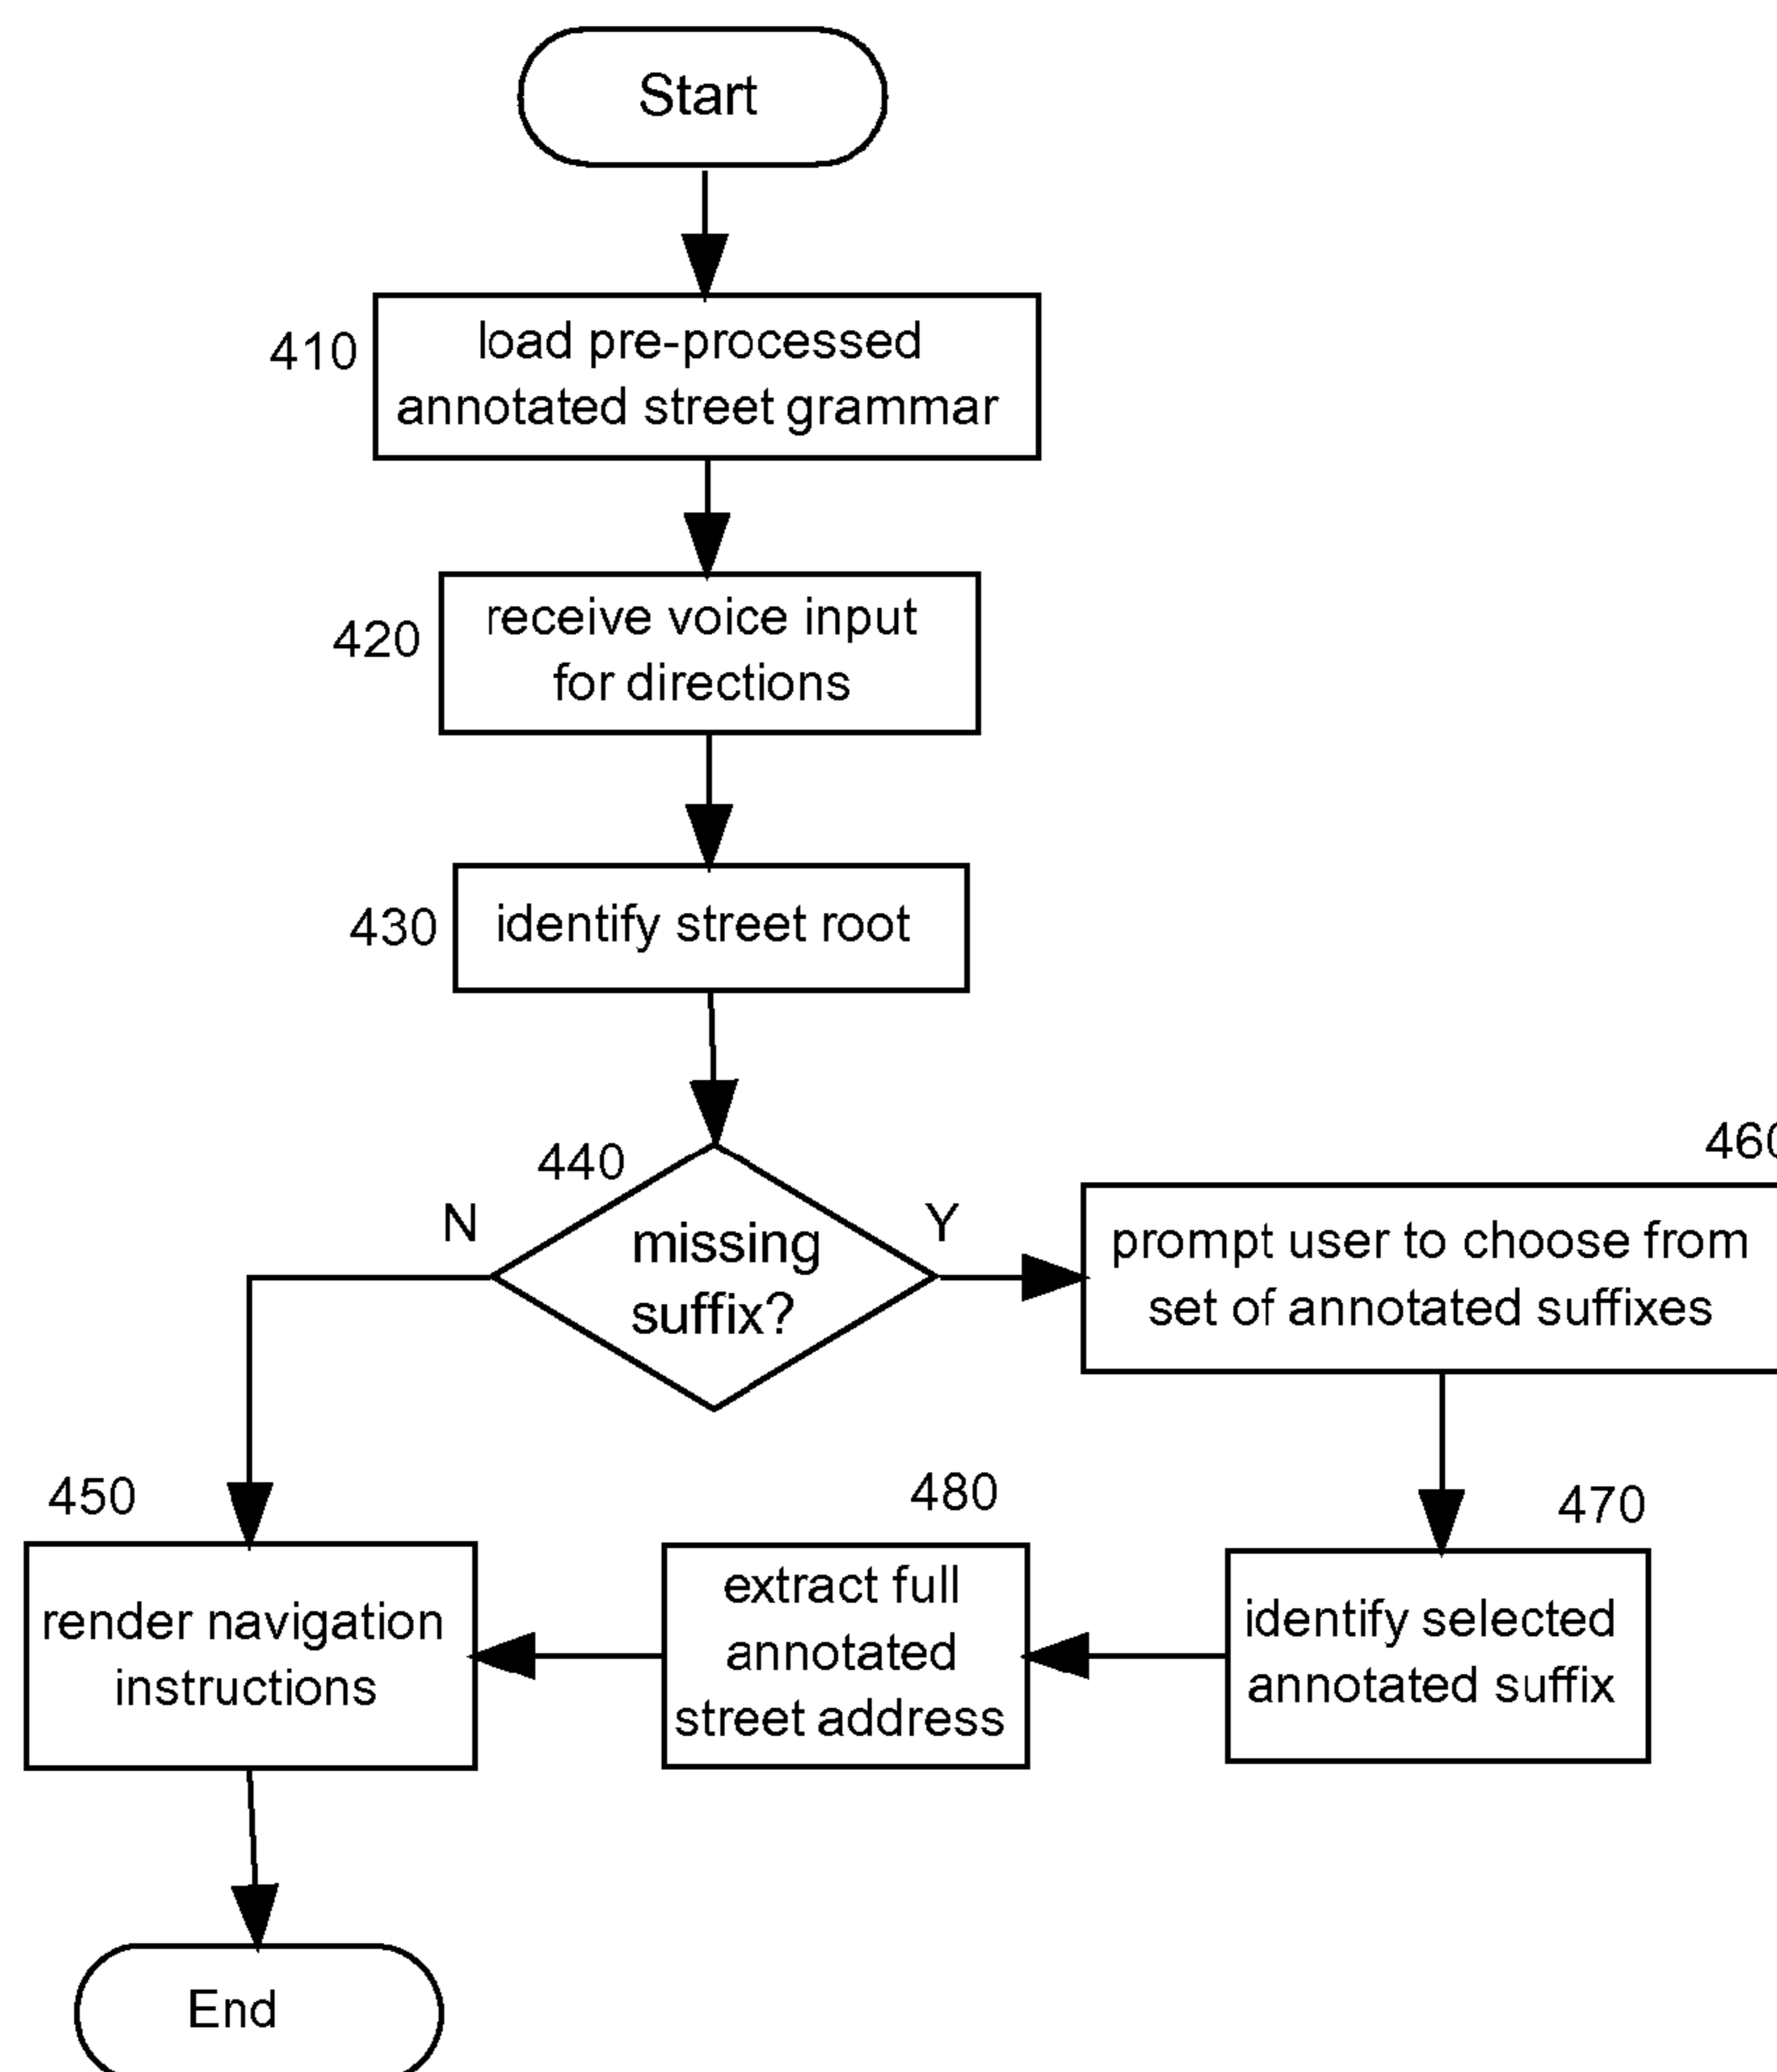 Start
410
load pre-processed
annotated street grammar
420
receive voice input
for directions
430
identify street root
440
N
Y
missing
suffix?
460
prompt user to choose from
set of annotated suffixes
450
render navigation
instructions
480
extract full
annotated
street address
470
identify selected
annotated suffix
End